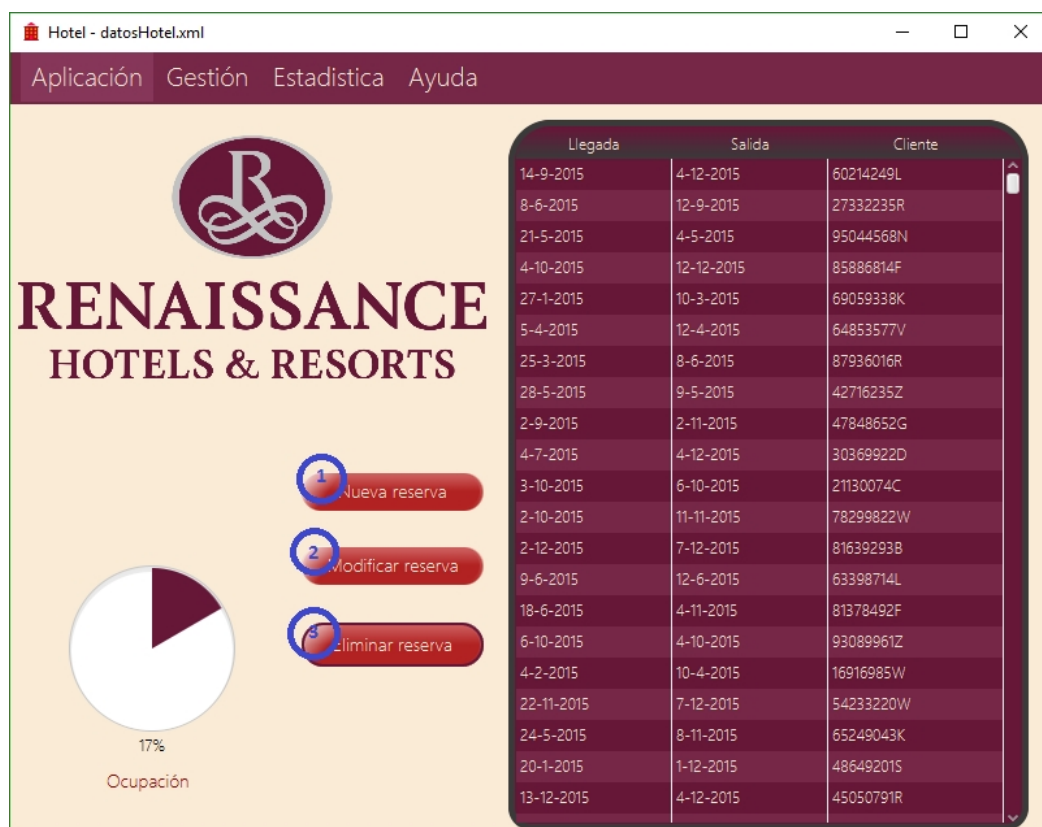 Hotel - datosHotel.xml
Aplicación Gestión Estadistica Ayuda
R
RENAISSANCE
HOTELS & RESORTS
1
Nueva reserva
2
Modificar reserva
3
Eliminar reserva
17%
Ocupación
Llegada Salida Cliente
14-9-2015 4-12-2015 60214249L
8-6-2015 12-9-2015 27332235R
21-5-2015 4-5-2015 95044568N
4-10-2015 12-12-2015 85886814F
27-1-2015 10-3-2015 69059338K
5-4-2015 12-4-2015 64853577V
25-3-2015 8-6-2015 87936016R
28-5-2015 9-5-2015 42716235Z
2-9-2015 2-11-2015 47848652G
4-7-2015 4-12-2015 30369922D
3-10-2015 6-10-2015 21130074C
2-10-2015 11-11-2015 78299822W
2-12-2015 7-12-2015 81639293B
9-6-2015 12-6-2015 63398714L
18-6-2015 4-11-2015 81378492F
6-10-2015 4-10-2015 93089961Z
4-2-2015 10-4-2015 16916985W
22-11-2015 7-12-2015 54233220W
24-5-2015 8-11-2015 65249043K
20-1-2015 1-12-2015 48649201S
13-12-2015 4-12-2015 45050791R